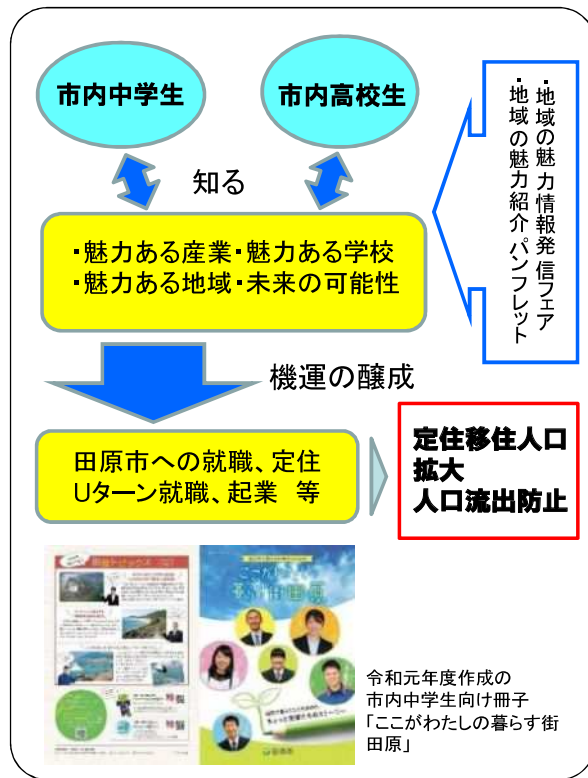 市内中学生
市内高校生
知る
・地域の魅力情報発信フェア
・地域の魅力紹介パンフレット
・魅力ある産業・魅力ある学校
・魅力ある地域・未来の可能性
機運の醸成
田原市への就職、定住
Uターン就職、起業 等
定住移住人口
拡大
人口流出防止
令和元年度作成の
市内中学生向け冊子
「ここがわたしの暮らす街
田原」